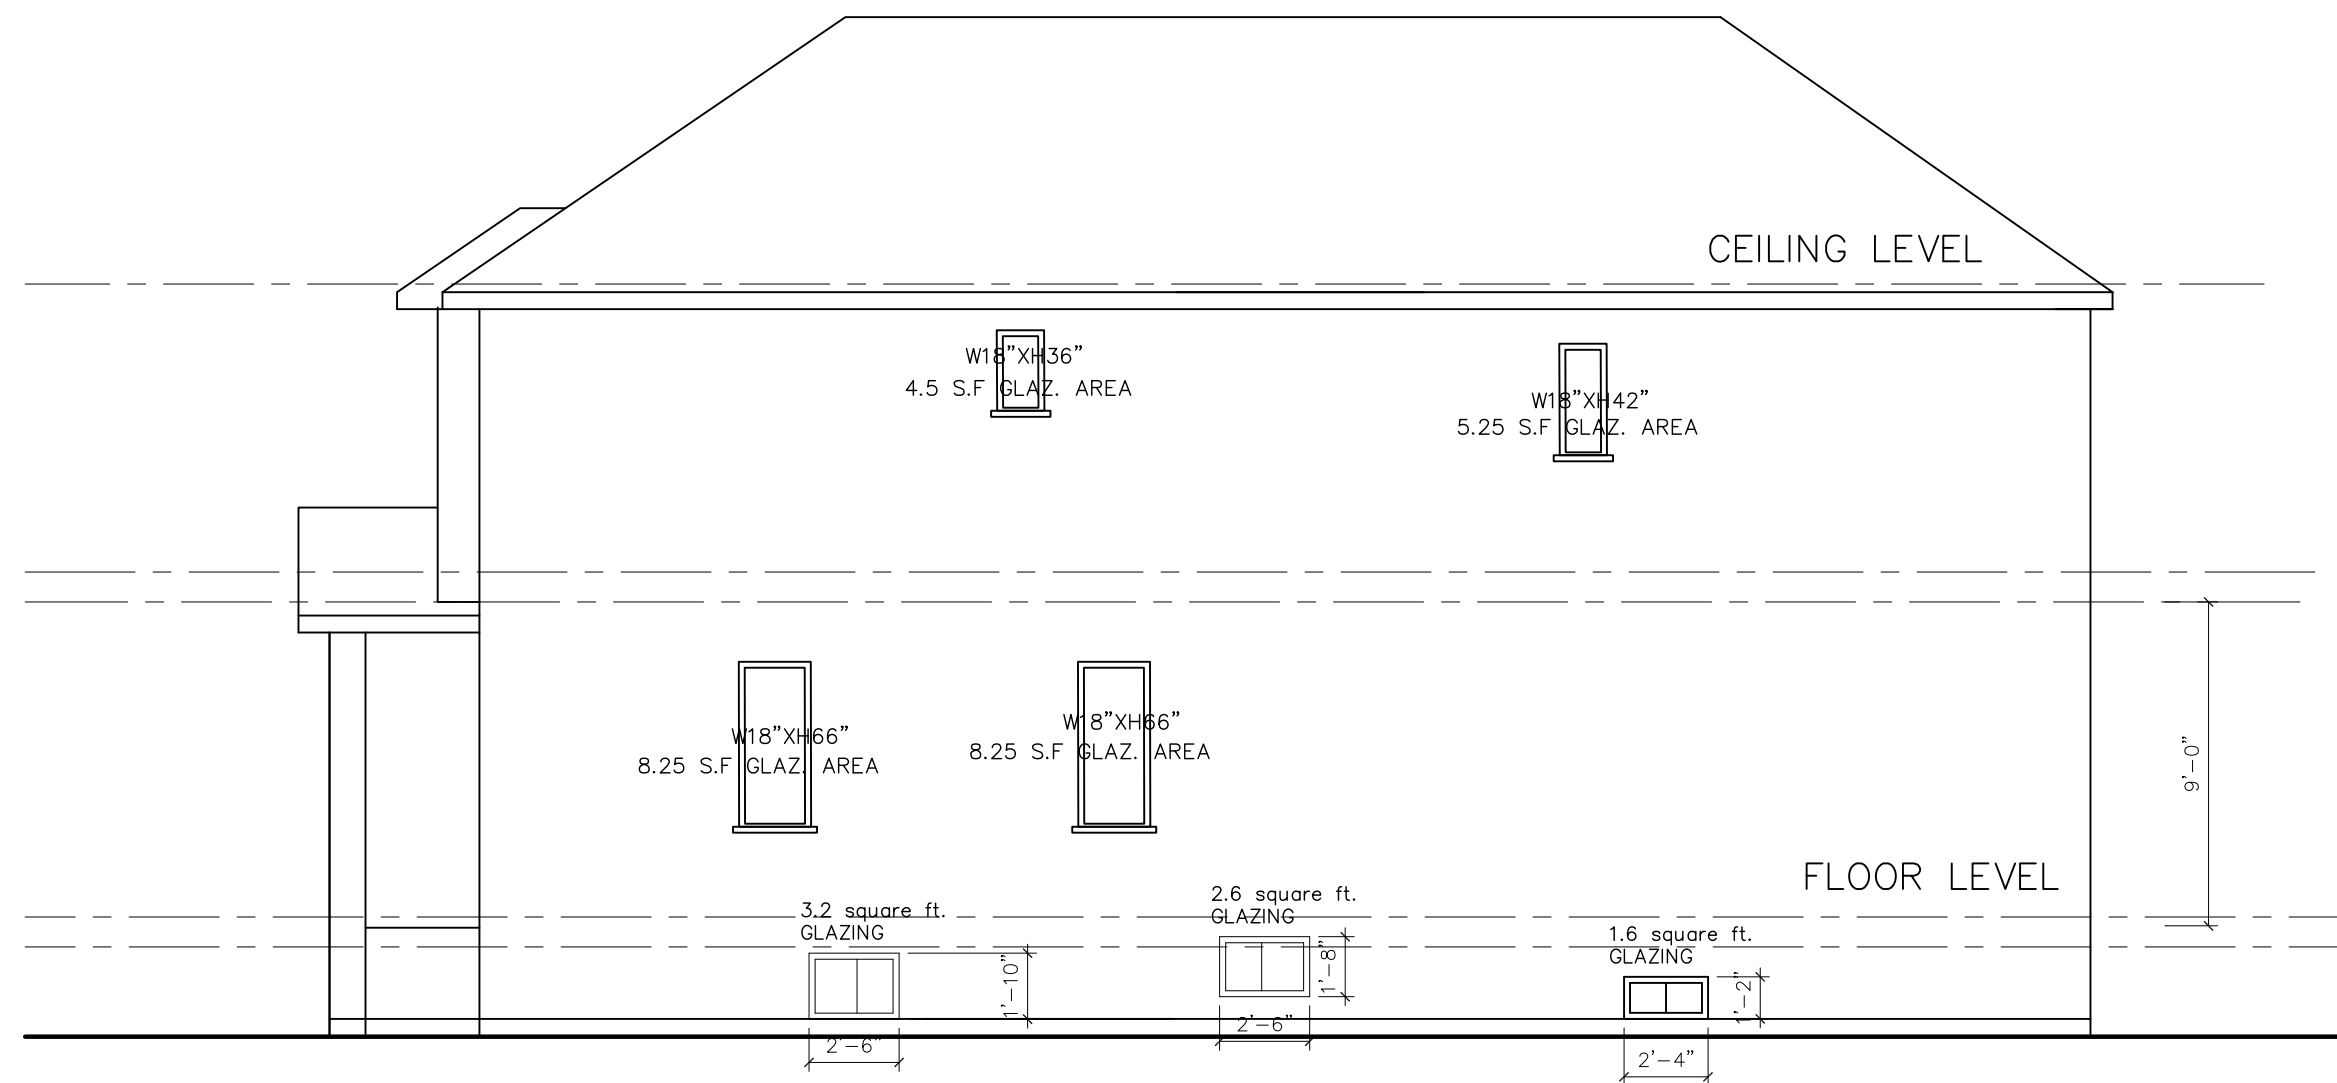 CEILING LEVEL
W18”XH36”
4.5 S.F GLAZ. AREA
W18”XH42”
5.25 S.F GLAZ. AREA
W18”XH66”
8.25 S.F GLAZ. AREA
W18”XH66”
8.25 S.F GLAZ. AREA
9’-0”
FLOOR LEVEL
3.2 square ft.
GLAZING
2.6 square ft.
GLAZING
1.6 square ft.
GLAZING
1’-10”
1’-8”
1’-2”
2’-6”
2’-6”
2’-4”